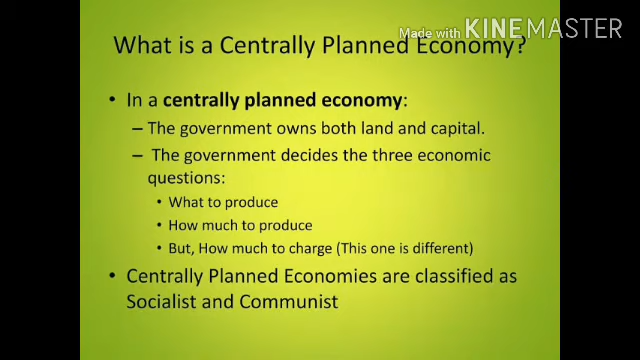 Made with KINEMASTER
What is a Centrally Planned Economy?
• In a centrally planned economy:
– The government owns both land and capital.
– The government decides the three economic
questions:
• What to produce
• How much to produce
• But, How much to charge (This one is different)
• Centrally Planned Economies are classified as
Socialist and Communist